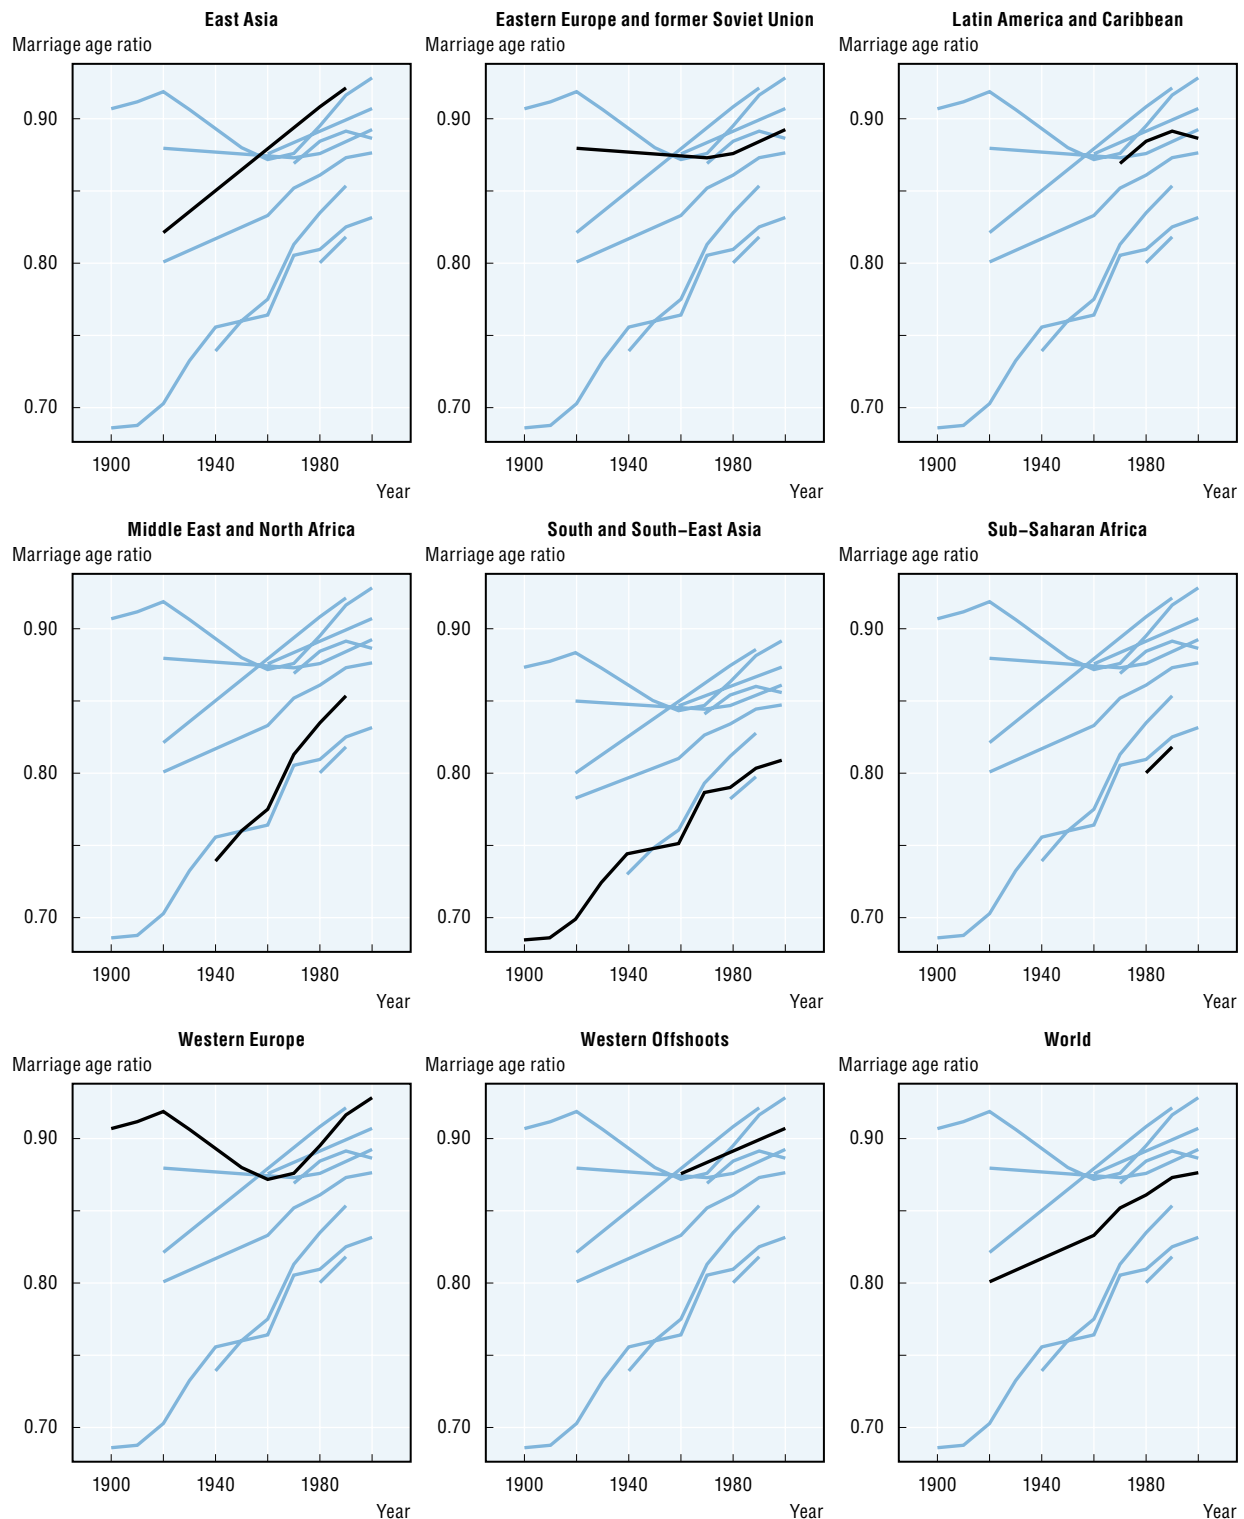 East Asia
Marriage age ratio
0.90
0.80
0.70
1900 1940 1980
Year
Eastern Europe and former Soviet Union
Marriage age ratio
0.90
0.80
0.70
1900 1940 1980
Year
Latin America and Caribbean
Marriage age ratio
0.90
0.80
0.70
1900 1940 1980
Year
Middle East and North Africa
Marriage age ratio
0.90
0.80
0.70
1900 1940 1980
Year
South and South–East Asia
Marriage age ratio
0.90
0.80
0.70
1900 1940 1980
Year
Sub–Saharan Africa
Marriage age ratio
0.90
0.80
0.70
1900 1940 1980
Year
Western Europe
Marriage age ratio
0.90
0.80
0.70
1900 1940 1980
Year
Western Offshoots
Marriage age ratio
0.90
0.80
0.70
1900 1940 1980
Year
World
Marriage age ratio
0.90
0.80
0.70
1900 1940 1980
Year